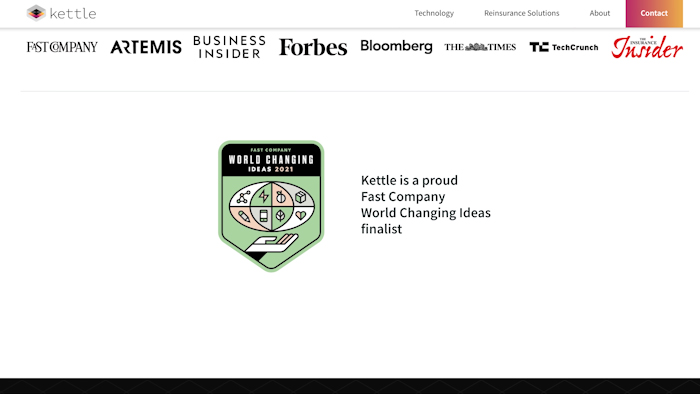 kettle
Technology
Reinsurance Solutions
About
Contact
FAST COMPANY
ARTEMIS
BUSINESS
INSIDER
Forbes
Bloomberg
THE TIMES
TechCrunch
THE
INSURANCE
Insider
FAST COMPANY
WORLD CHANGING
IDEAS 2021
Kettle is a proud
Fast Company
World Changing Ideas
finalist